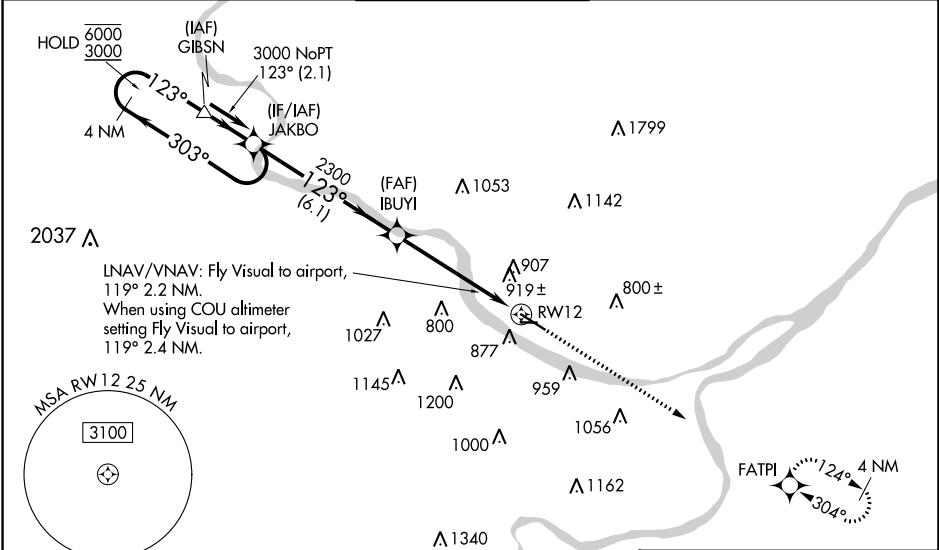 HOLD 6000
3000
(IAF)
GIBSN
3000 NoPT
123° (2.1)
123°
4 NM
303°
(IF/IAF)
JAKBO
2300
123°
(6.1)
(FAF)
IBUYI
1799
1053
1142
2037
LNAV/VNAV: Fly Visual to airport,
119° 2.2 NM.
When using COU altimeter
setting Fly Visual to airport,
119° 2.4 NM.
907
919±
800±
RW12
1027
800
877
1145
1200
959
1056
1000
1162
1340
MSA RW12 25 NM
3100
FATPI
124°
4 NM
304°